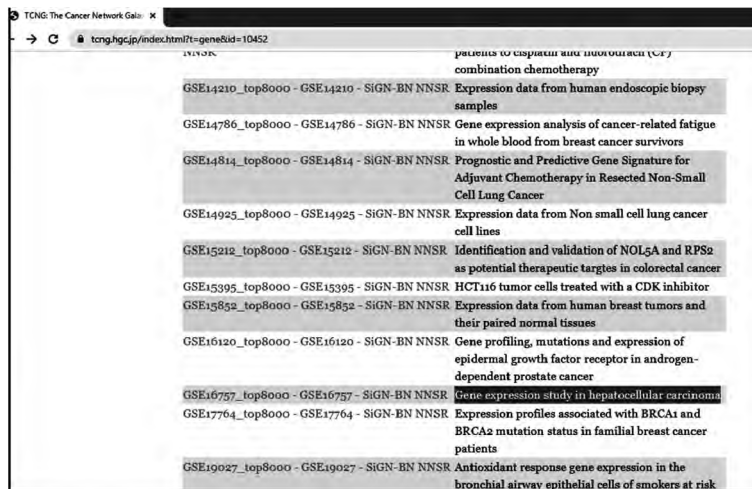 TCNG: The Cancer Network Gala ×
→ C tcng.hgc.jp/index.html?t=gene&id=10452
NNSR patients to cisplatin and fluorouracil (CF)
combination chemotherapy
GSE14210_top8000 - GSE14210 - SiGN-BN NNSR Expression data from human endoscopic biopsy
samples
GSE14786_top8000 - GSE14786 - SiGN-BN NNSR Gene expression analysis of cancer-related fatigue
in whole blood from breast cancer survivors
GSE14814_top8000 - GSE14814 - SiGN-BN NNSR Prognostic and Predictive Gene Signature for
Adjuvant Chemotherapy in Resected Non-Small
Cell Lung Cancer
GSE14925_top8000 - GSE14925 - SiGN-BN NNSR Expression data from Non small cell lung cancer
cell lines
GSE15212_top8000 - GSE15212 - SiGN-BN NNSR Identification and validation of NOL5A and RPS2
as potential therapeutic targtes in colorectal cancer
GSE15395_top8000 - GSE15395 - SiGN-BN NNSR HCT116 tumor cells treated with a CDK inhibitor
GSE15852_top8000 - GSE15852 - SiGN-BN NNSR Expression data from human breast tumors and
their paired normal tissues
GSE16120_top8000 - GSE16120 - SiGN-BN NNSR Gene profiling, mutations and expression of
epidermal growth factor receptor in androgen-
dependent prostate cancer
GSE16757_top8000 - GSE16757 - SiGN-BN NNSR Gene expression study in hepatocellular carcinoma
GSE17764_top8000 - GSE17764 - SiGN-BN NNSR Expression profiles associated with BRCA1 and
BRCA2 mutation status in familial breast cancer
patients
GSE19027_top8000 - GSE19027 - SiGN-BN NNSR Antioxidant response gene expression in the
bronchial airway epithelial cells of smokers at risk